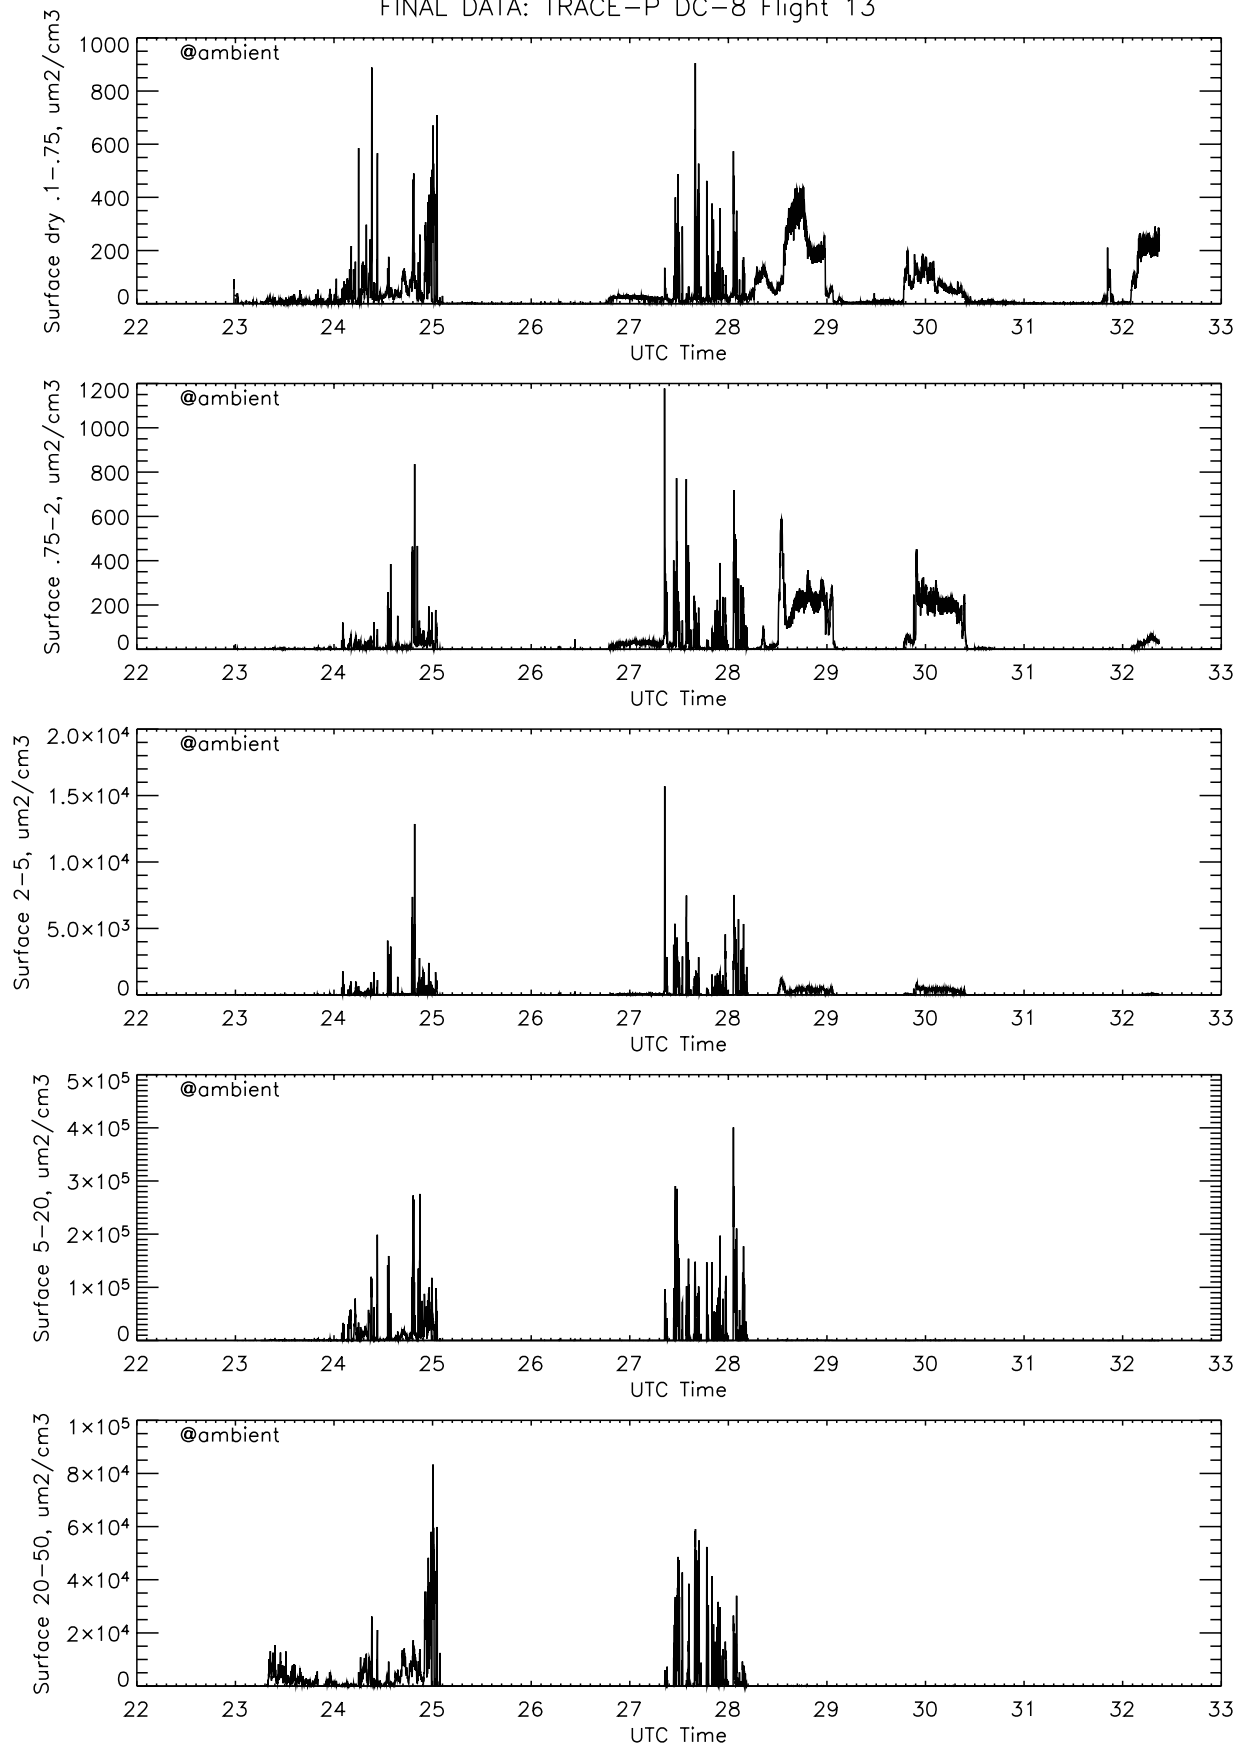 FINAL DATA: TRACE-P DC-8 Flight 13
Surface dry .1-.75, um2/cm3
@ambient
1000
800
600
400
200
0
22 23 24 25 26 27 28 29 30 31 32 33
UTC Time
Surface .75-2, um2/cm3
@ambient
1200
1000
800
600
400
200
0
22 23 24 25 26 27 28 29 30 31 32 33
UTC Time
Surface 2-5, um2/cm3
@ambient
2.0×10⁴
1.5×10⁴
1.0×10⁴
5.0×10³
0
22 23 24 25 26 27 28 29 30 31 32 33
UTC Time
Surface 5-20, um2/cm3
@ambient
5×10⁵
4×10⁵
3×10⁵
2×10⁵
1×10⁵
0
22 23 24 25 26 27 28 29 30 31 32 33
UTC Time
Surface 20-50, um2/cm3
@ambient
1×10⁵
8×10⁴
6×10⁴
4×10⁴
2×10⁴
0
22 23 24 25 26 27 28 29 30 31 32 33
UTC Time